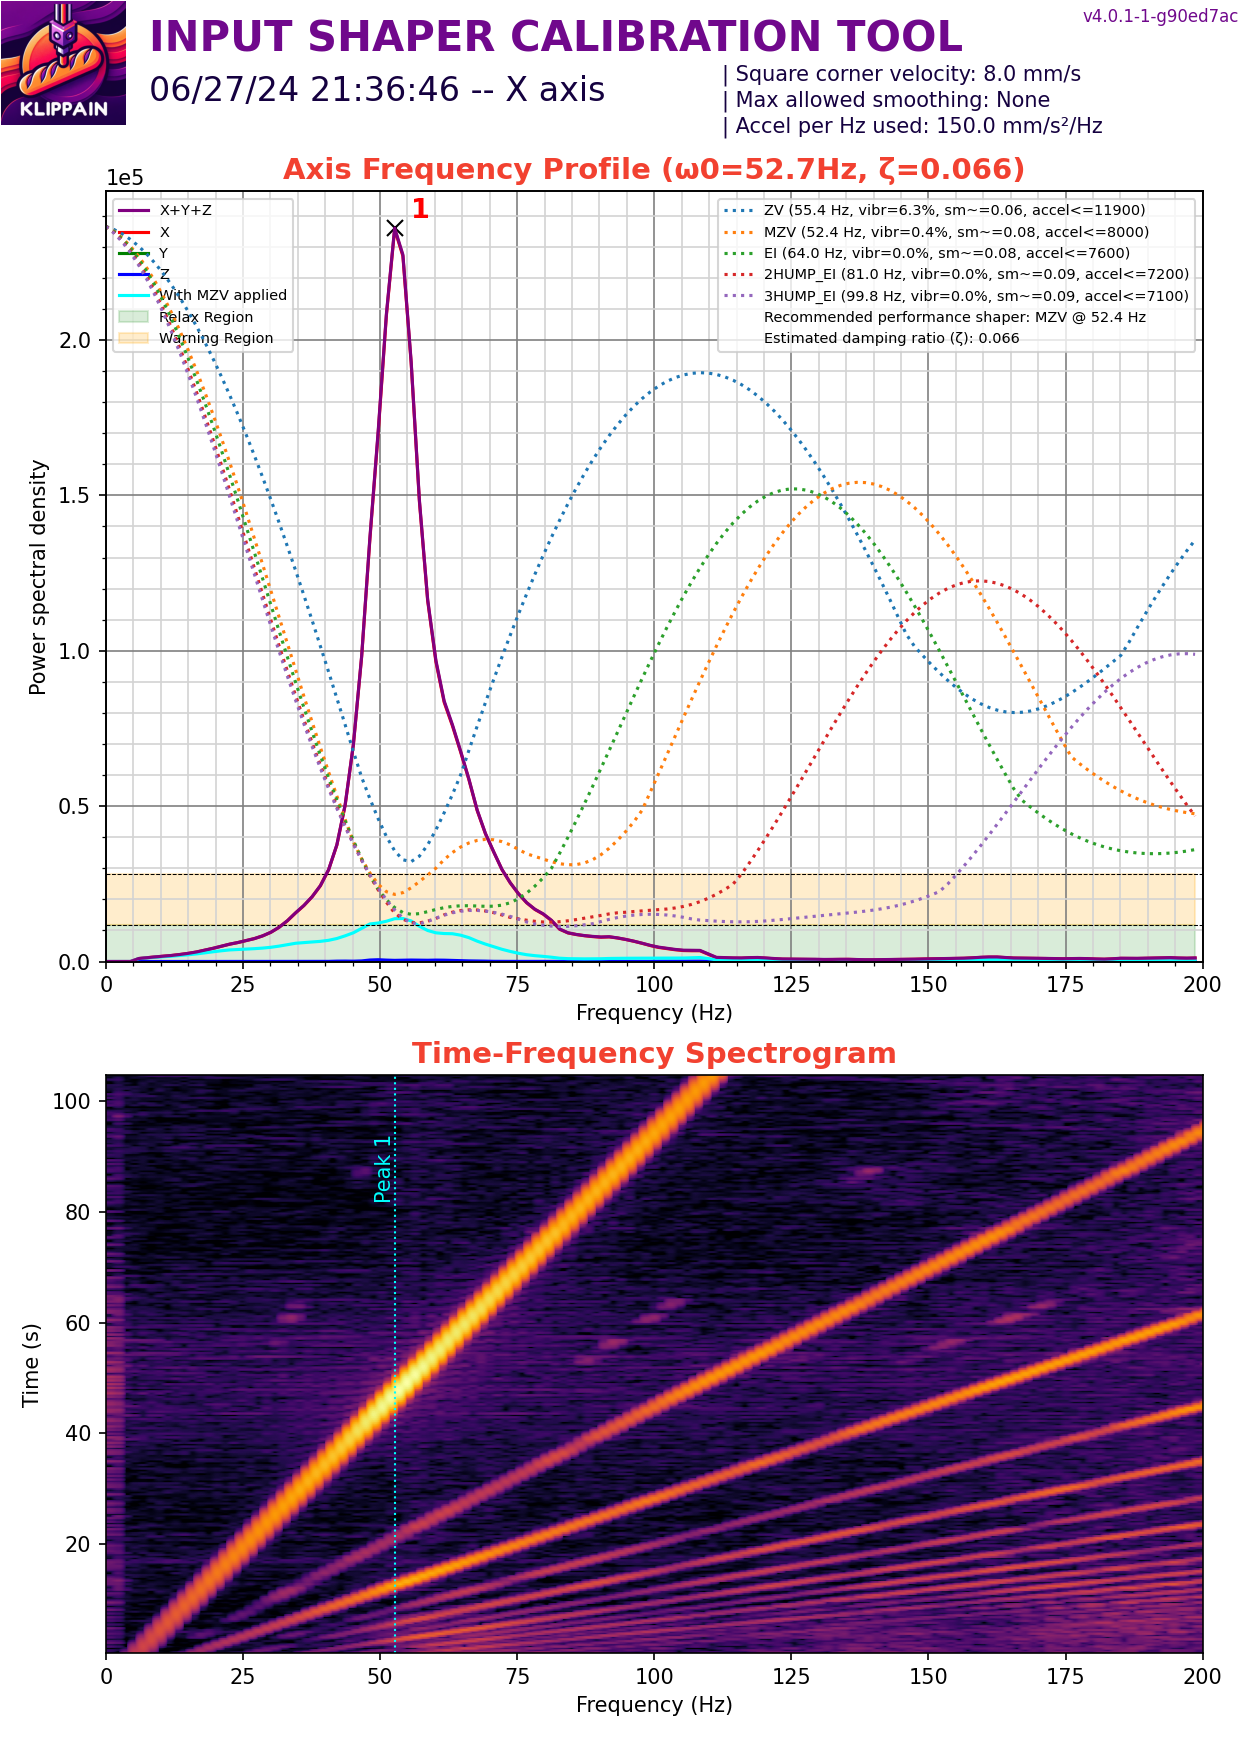 v4.0.1-1-g90ed7ac
INPUT SHAPER CALIBRATION TOOL
06/27/24 21:36:46 -- X axis
| Square corner velocity: 8.0 mm/s
| Max allowed smoothing: None
| Accel per Hz used: 150.0 mm/s²/Hz
KLIPPAIN
Axis Frequency Profile (ω0=52.7Hz, ζ=0.066)
1e5
1
X+Y+Z
X
Y
Z
With MZV applied
Relax Region
Warning Region
ZV (55.4 Hz, vibr=6.3%, sm~=0.06, accel<=11900)
MZV (52.4 Hz, vibr=0.4%, sm~=0.08, accel<=8000)
EI (64.0 Hz, vibr=0.0%, sm~=0.08, accel<=7600)
2HUMP_EI (81.0 Hz, vibr=0.0%, sm~=0.09, accel<=7200)
3HUMP_EI (99.8 Hz, vibr=0.0%, sm~=0.09, accel<=7100)
Recommended performance shaper: MZV @ 52.4 Hz
Estimated damping ratio (ζ): 0.066
2.0
1.5
1.0
0.5
0.0
Power spectral density
0 25 50 75 100 125 150 175 200
Frequency (Hz)
Time-Frequency Spectrogram
100
80
60
40
20
Time (s)
Peak 1
0 25 50 75 100 125 150 175 200
Frequency (Hz)